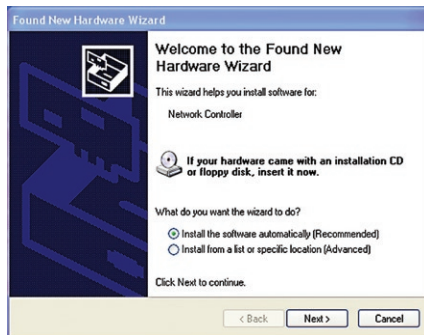 Found New Hardware Wizard
Welcome to the Found New
Hardware Wizard
This wizard helps you install software for:
Network Controller
If your hardware came with an installation CD
or floppy disk, insert it now.
What do you want the wizard to do?
Install the software automatically (Recommended)
Install from a list or specific location (Advanced)
Click Next to continue.
< Back Next > Cancel